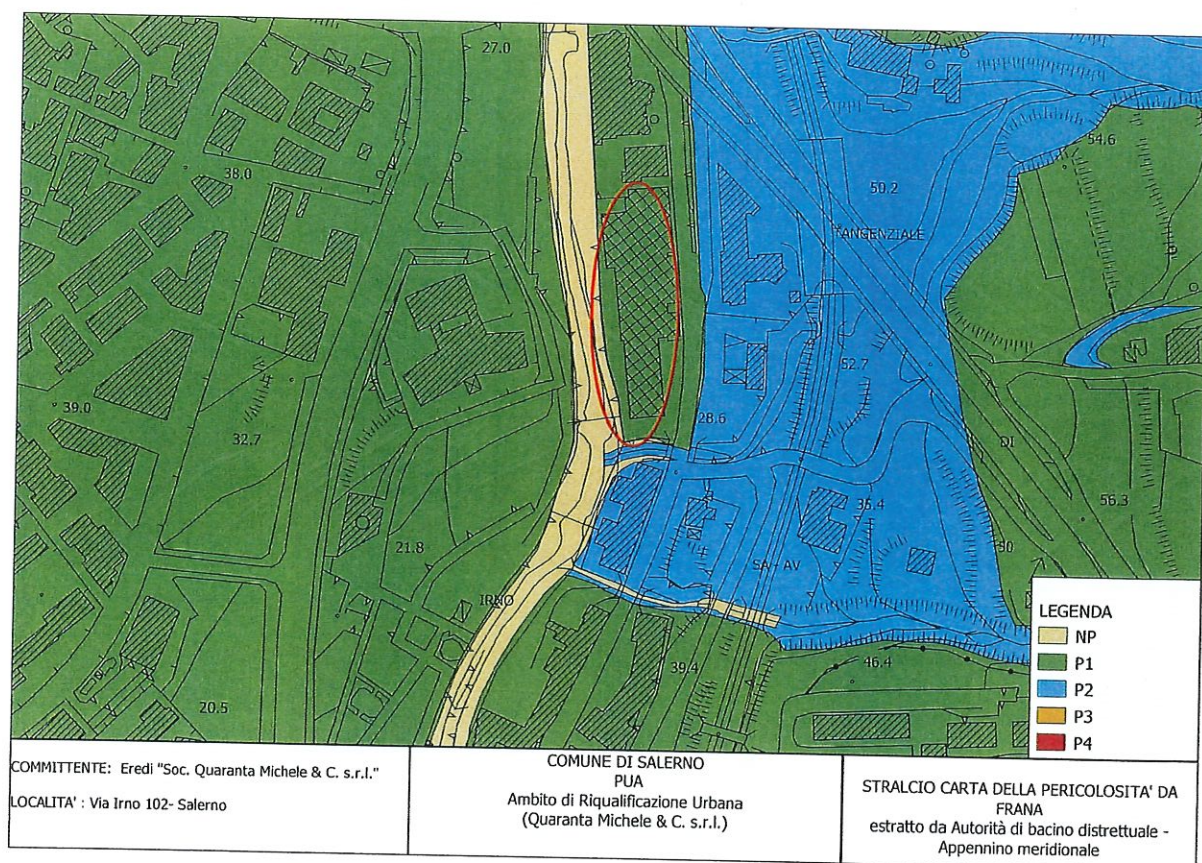 27.0
54.6
38.0
50.2
TANGENZIALE
52.7
39.0
28.6
32.7
DI
56.3
35.4
21.8
50
SA - AV
IRNO
39.4
46.4
20.5
LEGENDA
NP
P1
P2
P3
P4
COMMITTENTE: Eredi "Soc. Quaranta Michele & C. s.r.l."
LOCALITA' : Via Irno 102- Salerno
COMUNE DI SALERNO
PUA
Ambito di Riqualificazione Urbana
(Quaranta Michele & C. s.r.l.)
STRALCIO CARTA DELLA PERICOLOSITA' DA
FRANA
estratto da Autorità di bacino distrettuale -
Appennino meridionale